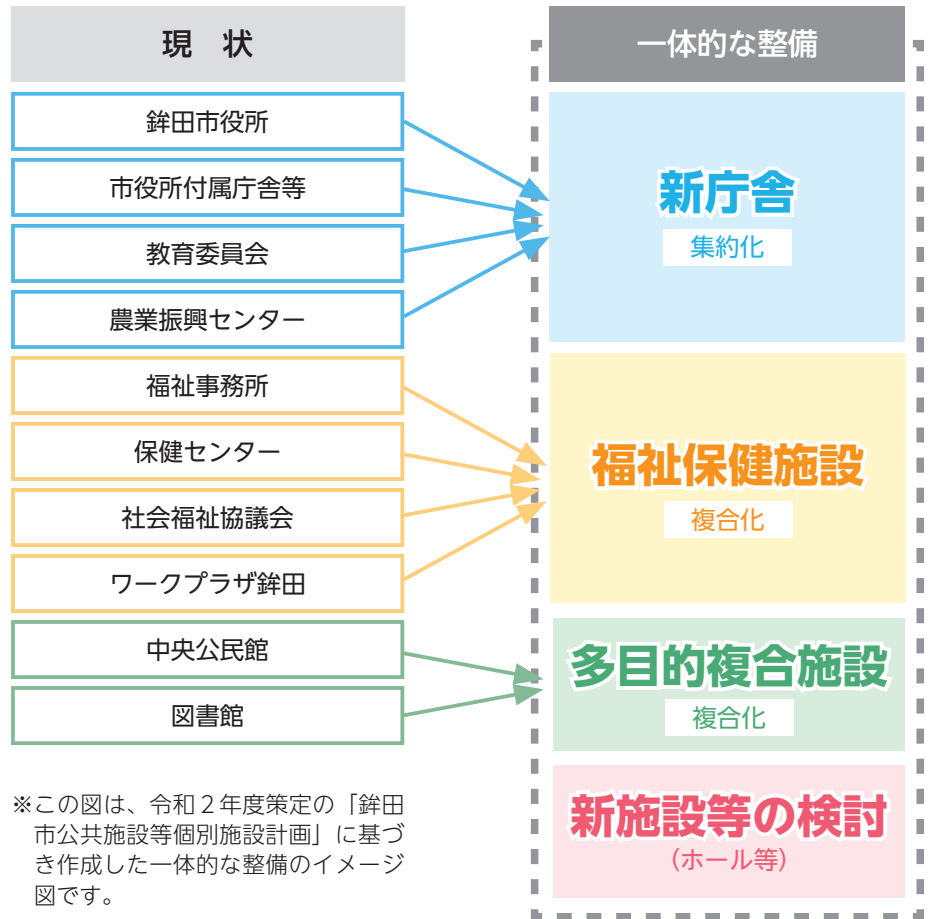 現　状
一体的な整備
鉾田市役所
市役所付属庁舎等
教育委員会
農業振興センター
福祉事務所
保健センター
社会福祉協議会
ワークプラザ鉾田
中央公民館
図書館
新庁舎
集約化
福祉保健施設
複合化
多目的複合施設
複合化
新施設等の検討
（ホール等）
※この図は、令和２年度策定の「鉾田
市公共施設等個別施設計画」に基づ
き作成した一体的な整備のイメージ
図です。